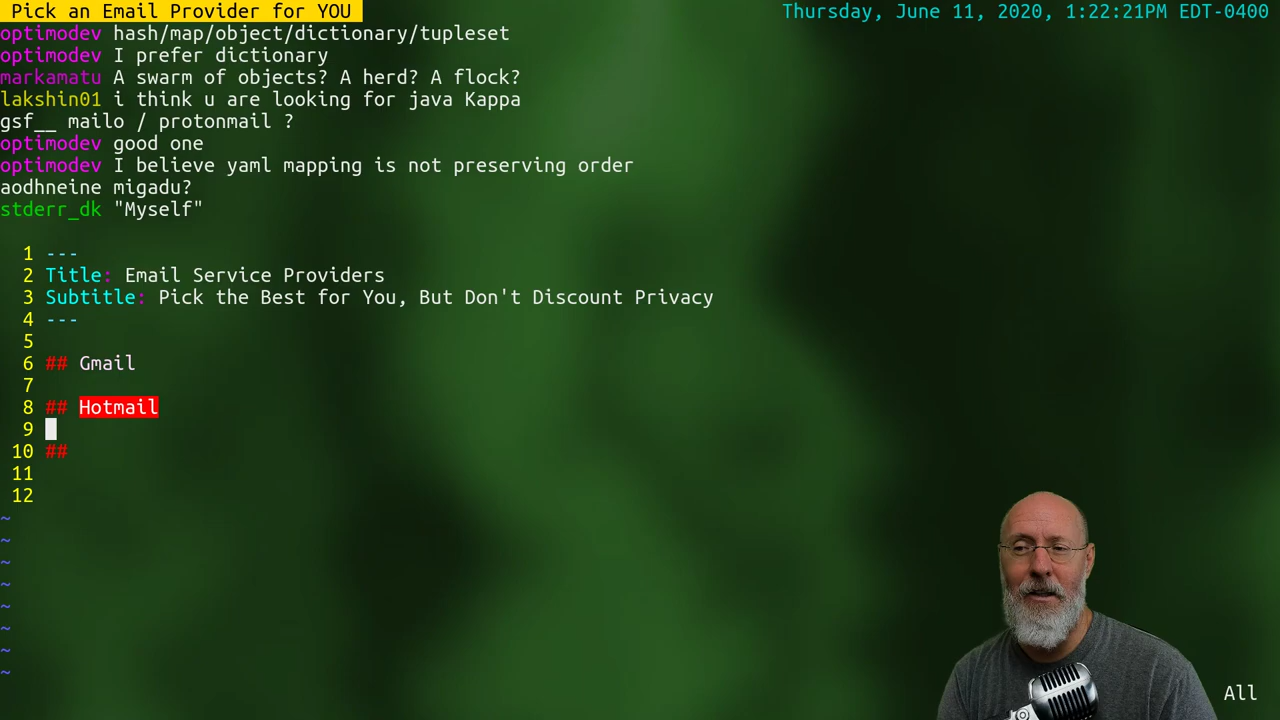 Pick an Email Provider for YOU
Thursday, June 11, 2020, 1:22:21PM EDT-0400
optimodev hash/map/object/dictionary/tupleset
optimodev I prefer dictionary
markamatu A swarm of objects? A herd? A flock?
lakshin01 i think u are looking for java Kappa
gsf__ mailo / protonmail ?
optimodev good one
optimodev I believe yaml mapping is not preserving order
aodhneine migadu?
stderr_dk "Myself"
1 ---
2 Title: Email Service Providers
3 Subtitle: Pick the Best for You, But Don't Discount Privacy
4 ---
5
6 ## Gmail
7
8 ## Hotmail
9
10 ##
11
12
~
~
~
~
~
~
~
~
All